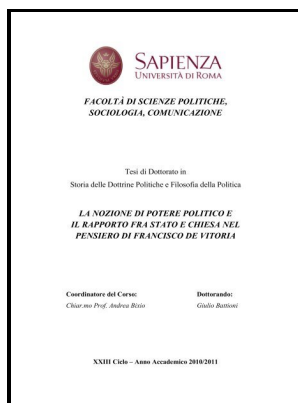 SAPIENZA
UNIVERSITÀ DI ROMA
FACOLTÀ DI SCIENZE POLITICHE,
SOCIOLOGIA, COMUNICAZIONE
Tesi di Dottorato in
Storia delle Dottrine Politiche e Filosofia della Politica
LA NOZIONE DI POTERE POLITICO E
IL RAPPORTO FRA STATO E CHIESA NEL
PENSIERO DI FRANCISCO DE VITORIA
Coordinatore del Corso: Dottorando:
Chiar.mo Prof. Andrea Bixio Giulio Battioni
XXIII Ciclo – Anno Accademico 2010/2011